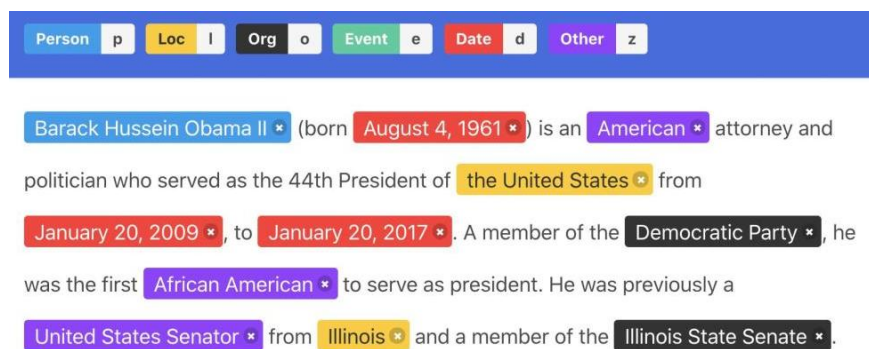 Person p Loc l Org o Event e Date d Other z
Barack Hussein Obama II (born August 4, 1961) is an American attorney and
politician who served as the 44th President of the United States from
January 20, 2009, to January 20, 2017. A member of the Democratic Party, he
was the first African American to serve as president. He was previously a
United States Senator from Illinois and a member of the Illinois State Senate.